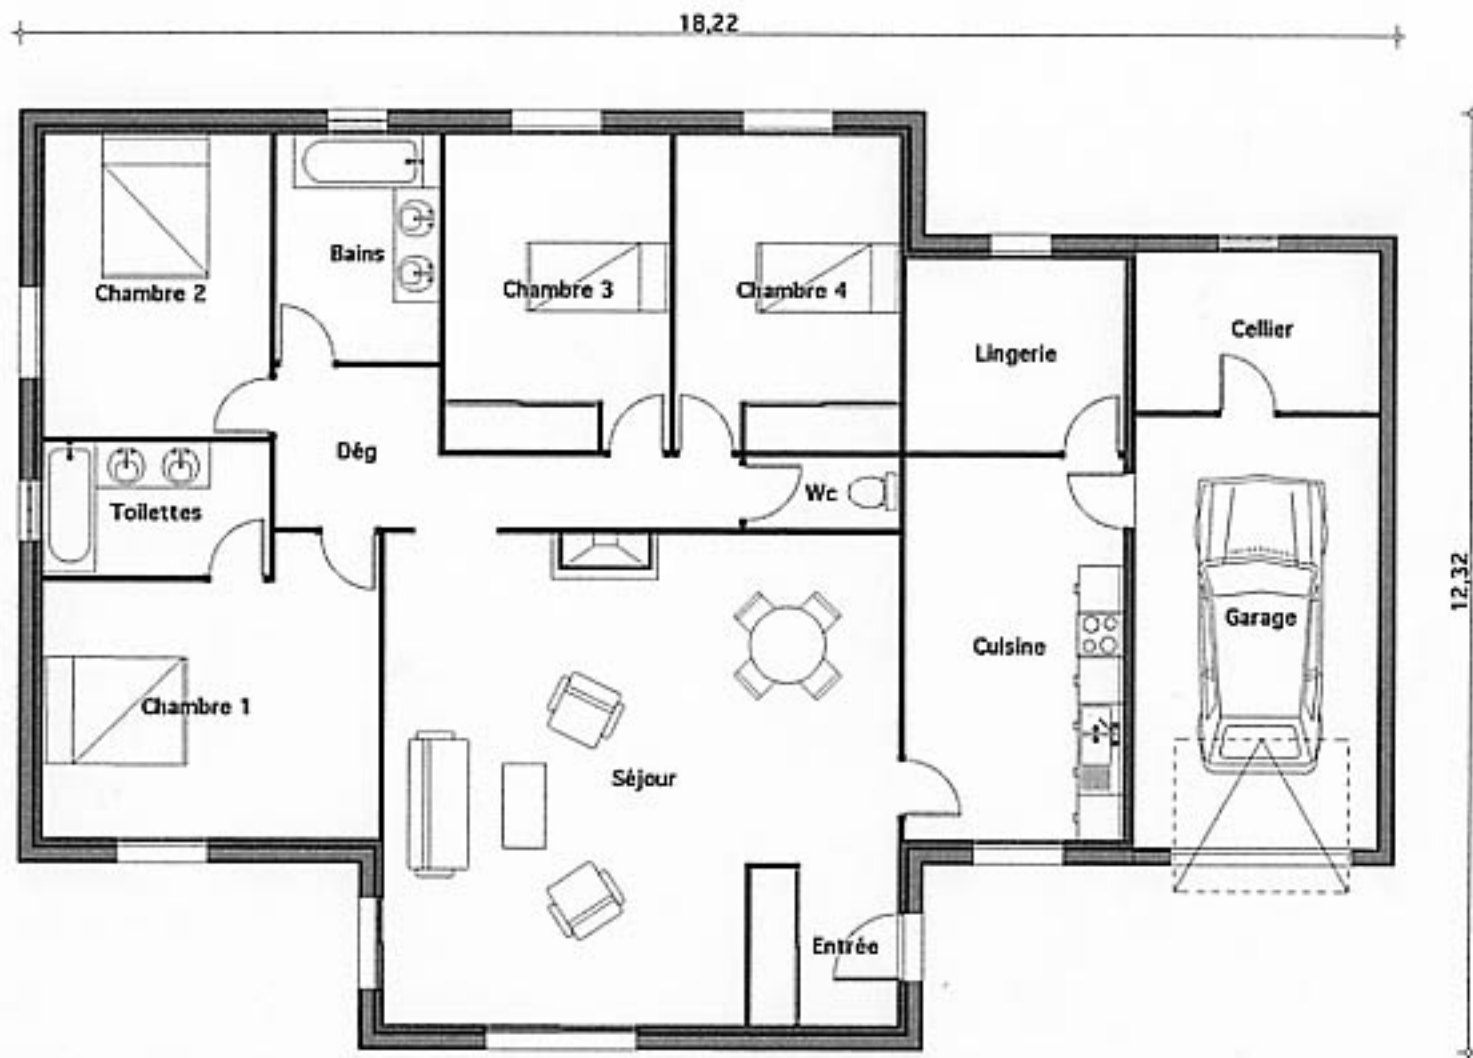 18,22
Bains
Chambre 2
Chambre 3
Chambre 4
Cellier
Lingerie
Dég
Wc
Toilettes
12,32
Garage
Cuisine
Chambre 1
Séjour
Entrée